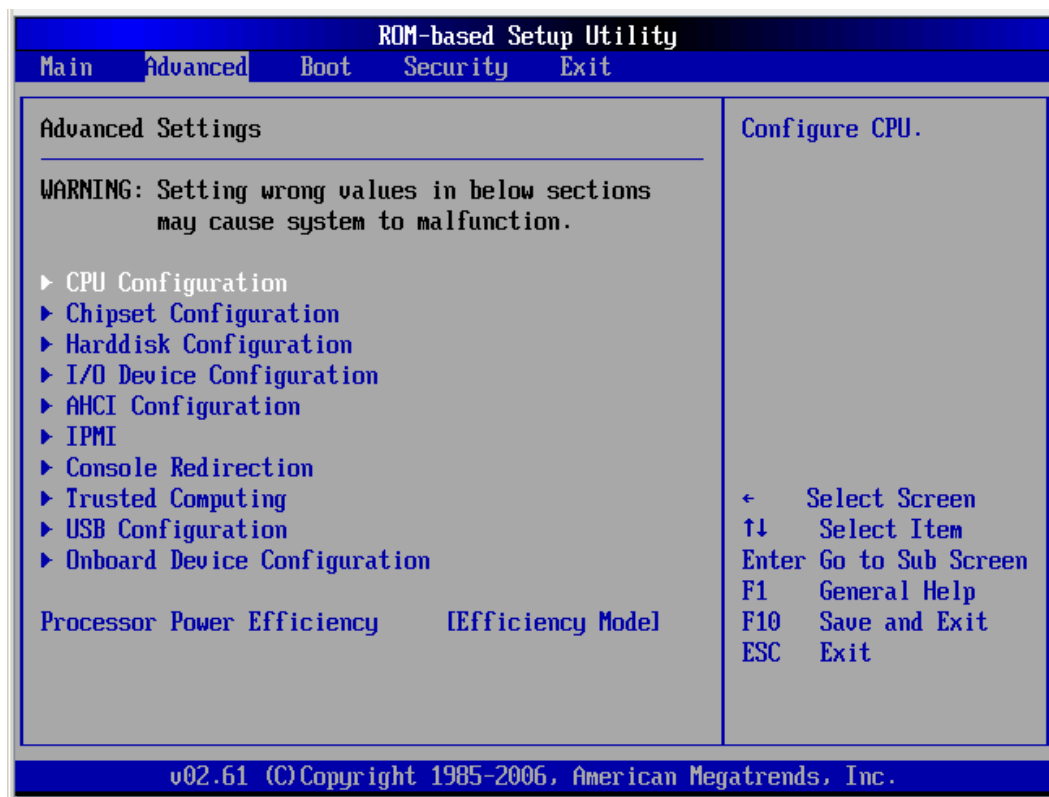 ROM-based Setup Utility
Main Advanced Boot Security Exit
Advanced Settings
WARNING: Setting wrong values in below sections
may cause system to malfunction.
▶ CPU Configuration
▶ Chipset Configuration
▶ Harddisk Configuration
▶ I/O Device Configuration
▶ AHCI Configuration
▶ IPMI
▶ Console Redirection
▶ Trusted Computing
▶ USB Configuration
▶ Onboard Device Configuration
Processor Power Efficiency [Efficiency Mode]
Configure CPU.
← Select Screen
↑↓ Select Item
Enter Go to Sub Screen
F1 General Help
F10 Save and Exit
ESC Exit
v02.61 (C)Copyright 1985-2006, American Megatrends, Inc.